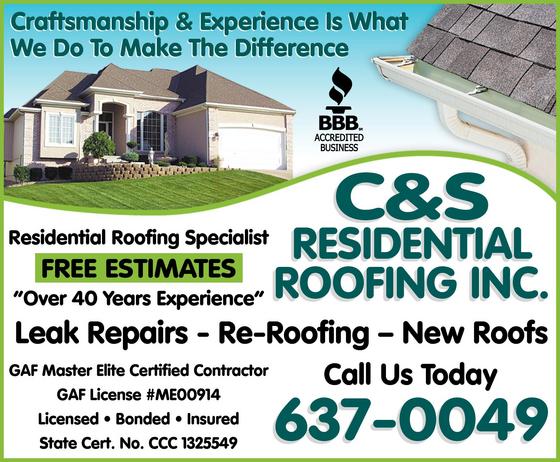 Craftsmanship & Experience Is What
We Do To Make The Difference
BBB
ACCREDITED
BUSINESS
C&S
RESIDENTIAL
ROOFING INC.
Residential Roofing Specialist
FREE ESTIMATES
"Over 40 Years Experience"
Leak Repairs - Re-Roofing – New Roofs
GAF Master Elite Certified Contractor
GAF License #ME00914
Licensed • Bonded • Insured
State Cert. No. CCC 1325549
Call Us Today
637-0049